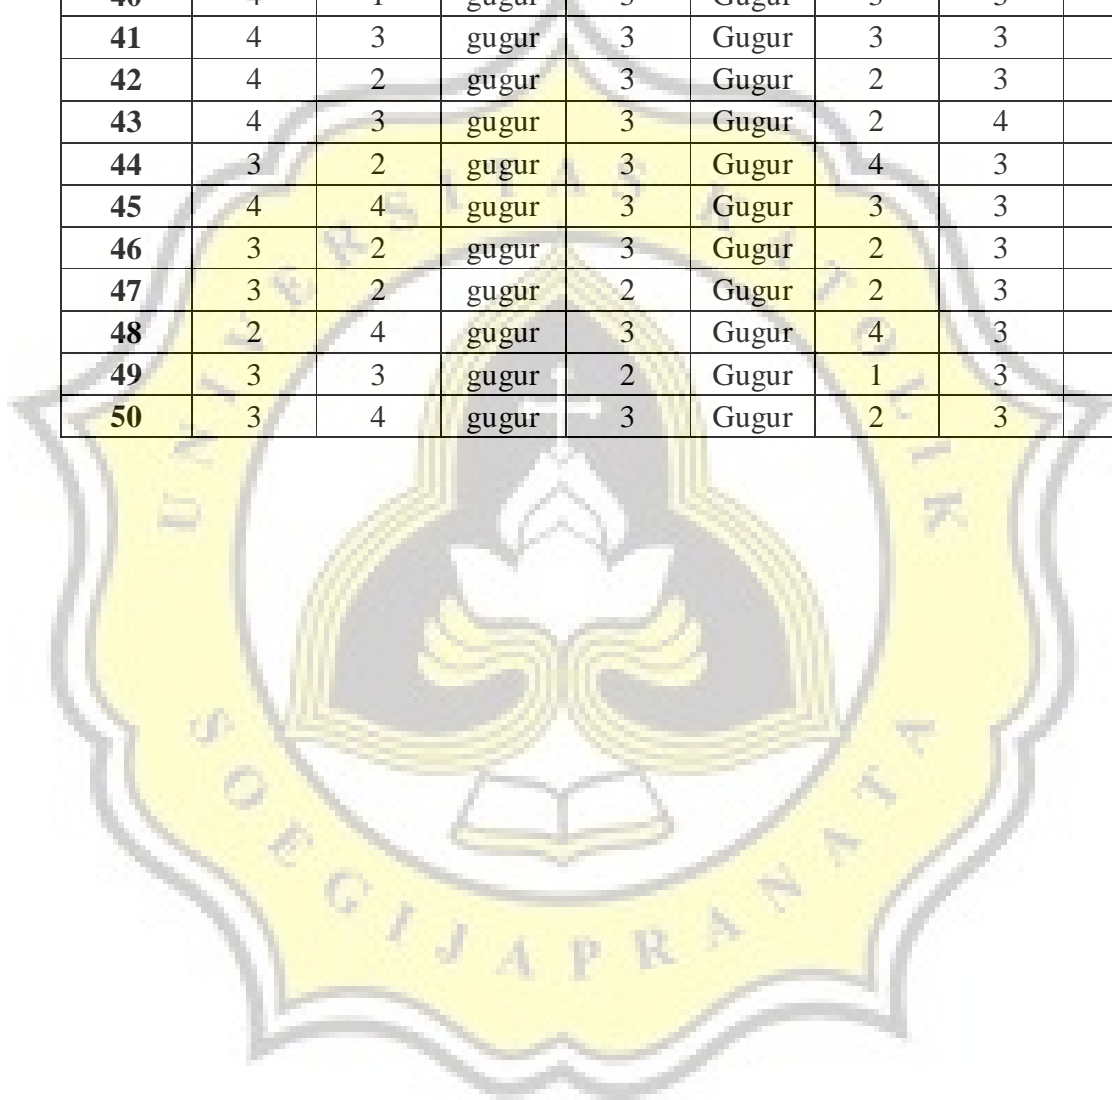 41 4 3 gugur 3 Gugur 3 3
42 4 2 gugur 3 Gugur 2 3
43 4 3 gugur 3 Gugur 2 4
44 3 2 gugur 3 Gugur 4 3
45 4 4 gugur 3 Gugur 3 3
46 3 2 gugur 3 Gugur 2 3
47 3 2 gugur 2 Gugur 2 3
48 2 4 gugur 3 Gugur 4 3
49 3 3 gugur 2 Gugur 1 3
50 3 4 gugur 3 Gugur 2 3
UNIVERSITAS KATOLIK
SOEGIJAPRANATA